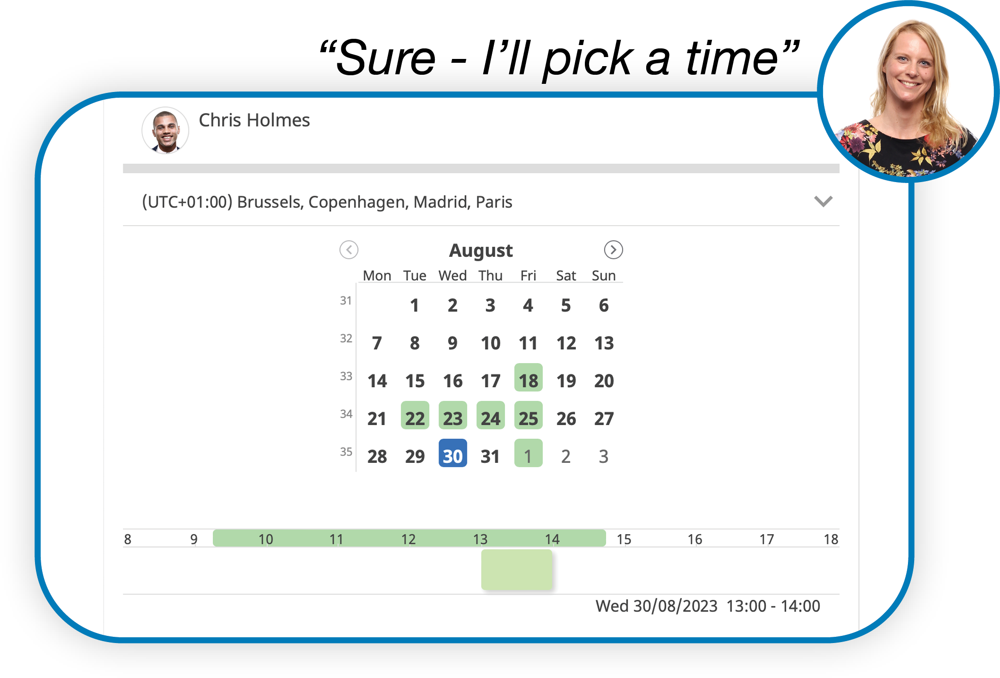 “Sure - I’ll pick a time”
Chris Holmes
(UTC+01:00) Brussels, Copenhagen, Madrid, Paris
August
Mon Tue Wed Thu Fri Sat Sun
31 1 2 3 4 5 6
32 7 8 9 10 11 12 13
33 14 15 16 17 18 19 20
34 21 22 23 24 25 26 27
35 28 29 30 31 1 2 3
8 9 10 11 12 13 14 15 16 17 18
Wed 30/08/2023 13:00 - 14:00